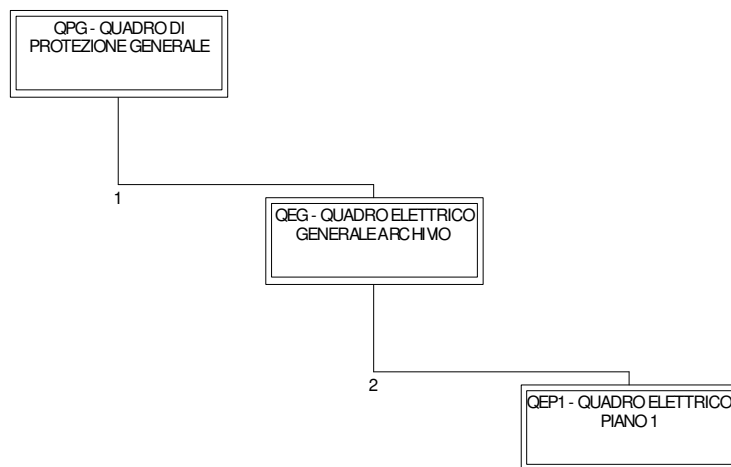 QPG - QUADRO DI
PROTEZIONE GENERALE
1
QEG - QUADRO ELETTRICO
GENERALE ARCHIVIO
2
QEP1 - QUADRO ELETTRICO
PIANO 1